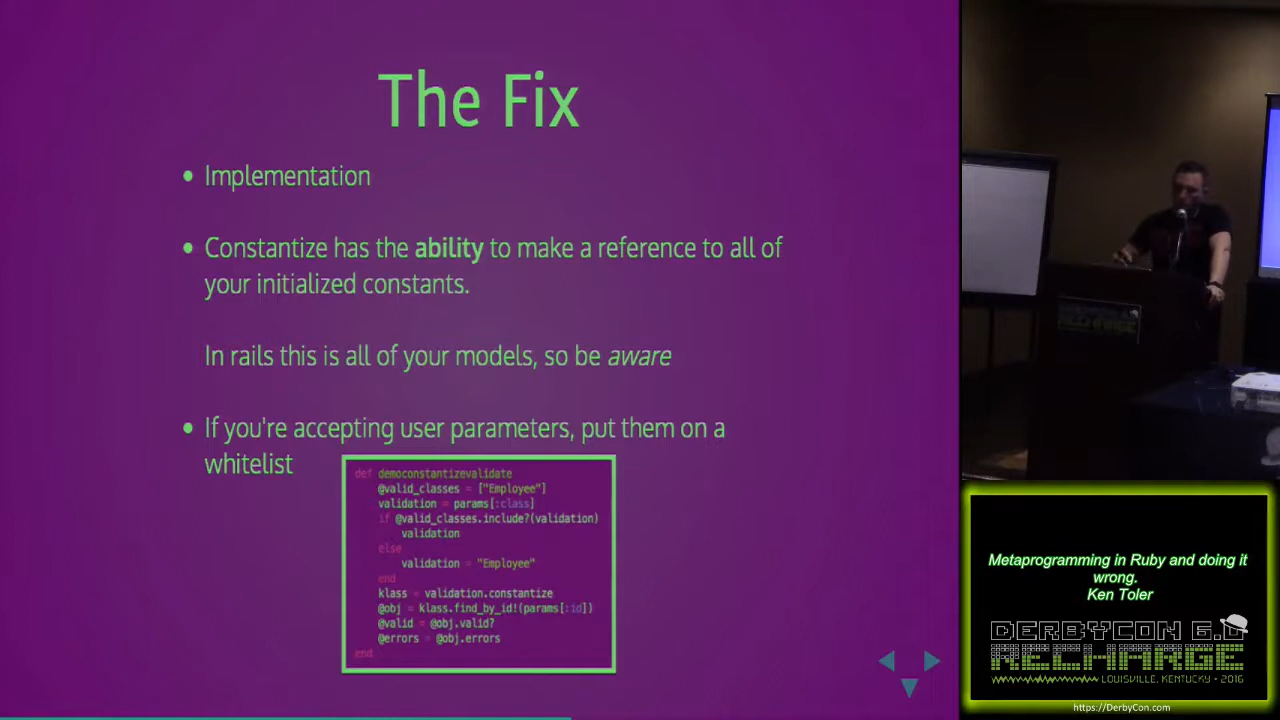 The Fix
• Implementation
• Constantize has the ability to make a reference to all of
your initialized constants.
In rails this is all of your models, so be aware
• If you're accepting user parameters, put them on a
whitelist
def democonstantizevalidate
@valid_classes = ["Employee"]
validation = params[:class]
if @valid_classes.include?(validation)
validation
else
validation = "Employee"
end
klass = validation.constantize
@obj = klass.find_by_id!(params[:id])
@valid = @obj.valid?
@errors = @obj.errors
end
Metaprogramming in Ruby and doing it
wrong.
Ken Toler
DERBYCON 6.0
RECHARGE
LOUISVILLE, KENTUCKY • 2016
https://DerbyCon.com